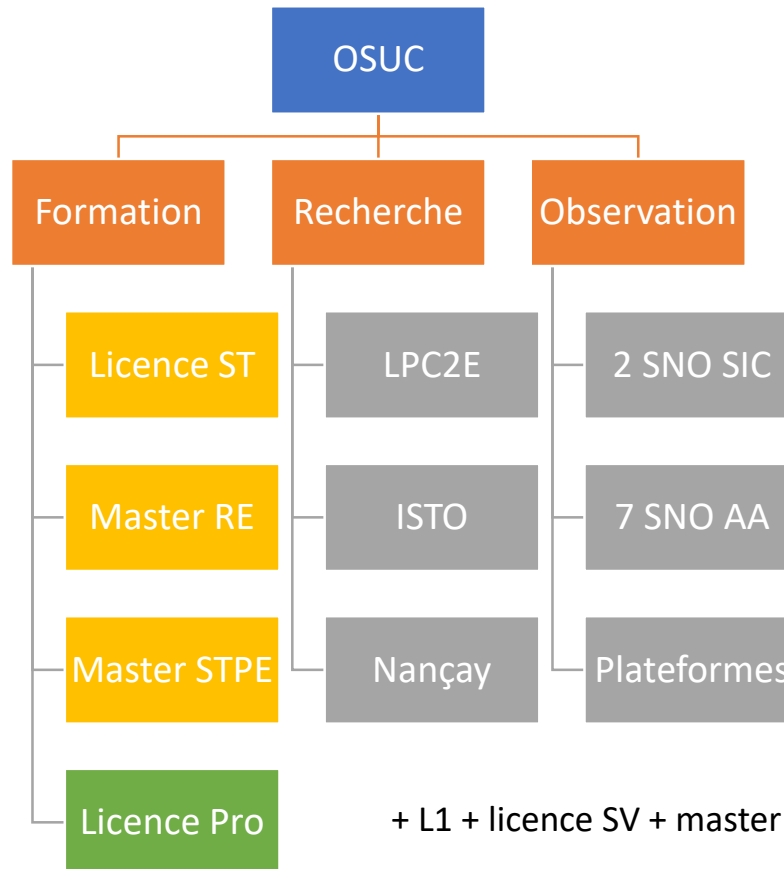 OSUC
Formation
Recherche
Observation
Licence ST
LPC2E
2 SNO SIC
Master RE
ISTO
7 SNO AA
Master STPE
Nançay
Plateformes
Licence Pro
+ L1 + licence SV + master